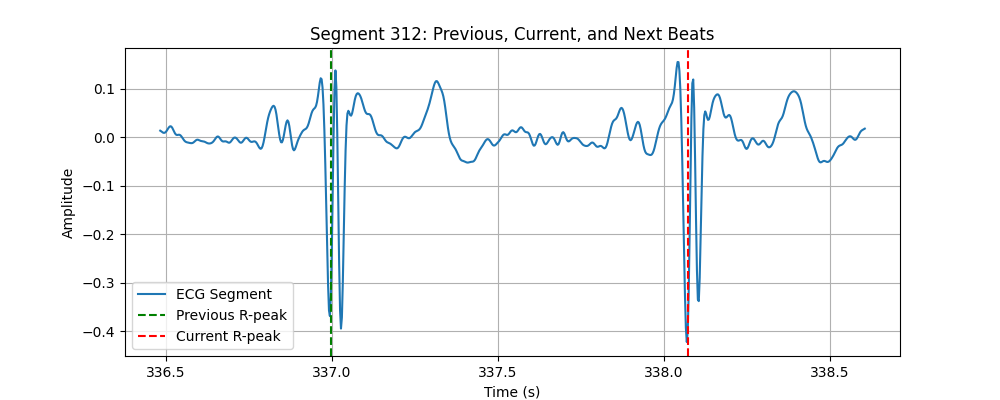 Segment 312: Previous, Current, and Next Beats
Amplitude
0.1
0.0
−0.1
−0.2
−0.3
−0.4
ECG Segment
Previous R-peak
Current R-peak
336.5 337.0 337.5 338.0 338.5
Time (s)